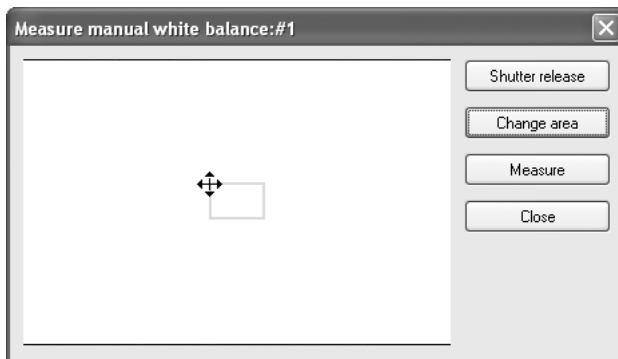 Measure manual white balance:#1
Shutter release
Change area
Measure
Close